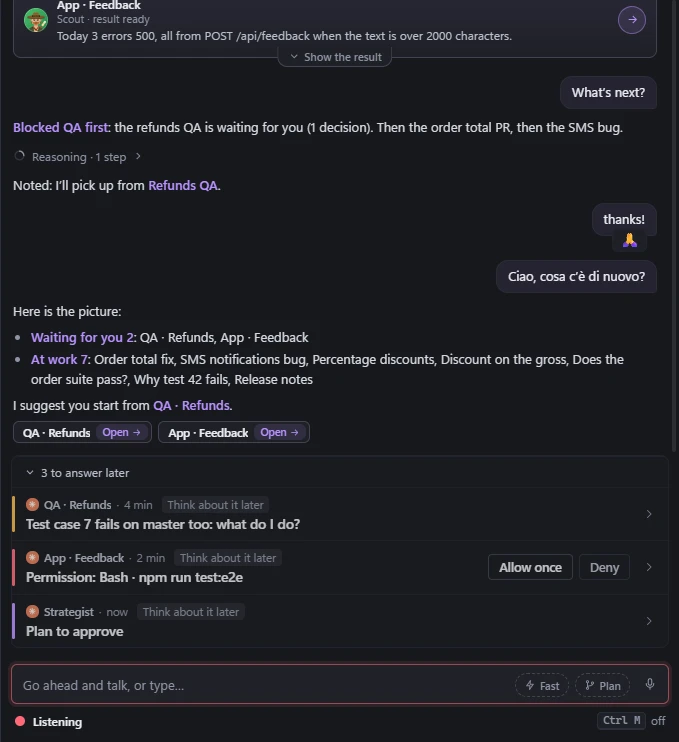 App · Feedback
Scout · result ready
Today 3 errors 500, all from POST /api/feedback when the text is over 2000 characters.
Show the result
What's next?
Blocked QA first: the refunds QA is waiting for you (1 decision). Then the order total PR, then the SMS bug.
Reasoning · 1 step
Noted: I'll pick up from Refunds QA.
thanks!
Ciao, cosa c'è di nuovo?
Here is the picture:
Waiting for you 2: QA · Refunds, App · Feedback
At work 7: Order total fix, SMS notifications bug, Percentage discounts, Discount on the gross, Does the
order suite pass?, Why test 42 fails, Release notes
I suggest you start from QA · Refunds.
QA · Refunds Open → App · Feedback Open →
3 to answer later
QA · Refunds · 4 min Think about it later
Test case 7 fails on master too: what do I do?
App · Feedback · 2 min Think about it later
Permission: Bash · npm run test:e2e
Allow once Deny
Strategist · now Think about it later
Plan to approve
Go ahead and talk, or type... Fast Plan
Listening Ctrl M off